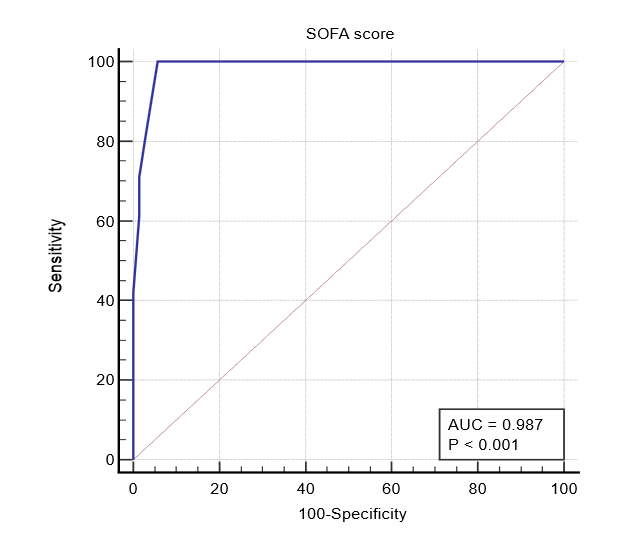 SOFA score
100
80
60
40
20
0
Sensitivity
AUC = 0.987
P < 0.001
0 20 40 60 80 100
100-Specificity